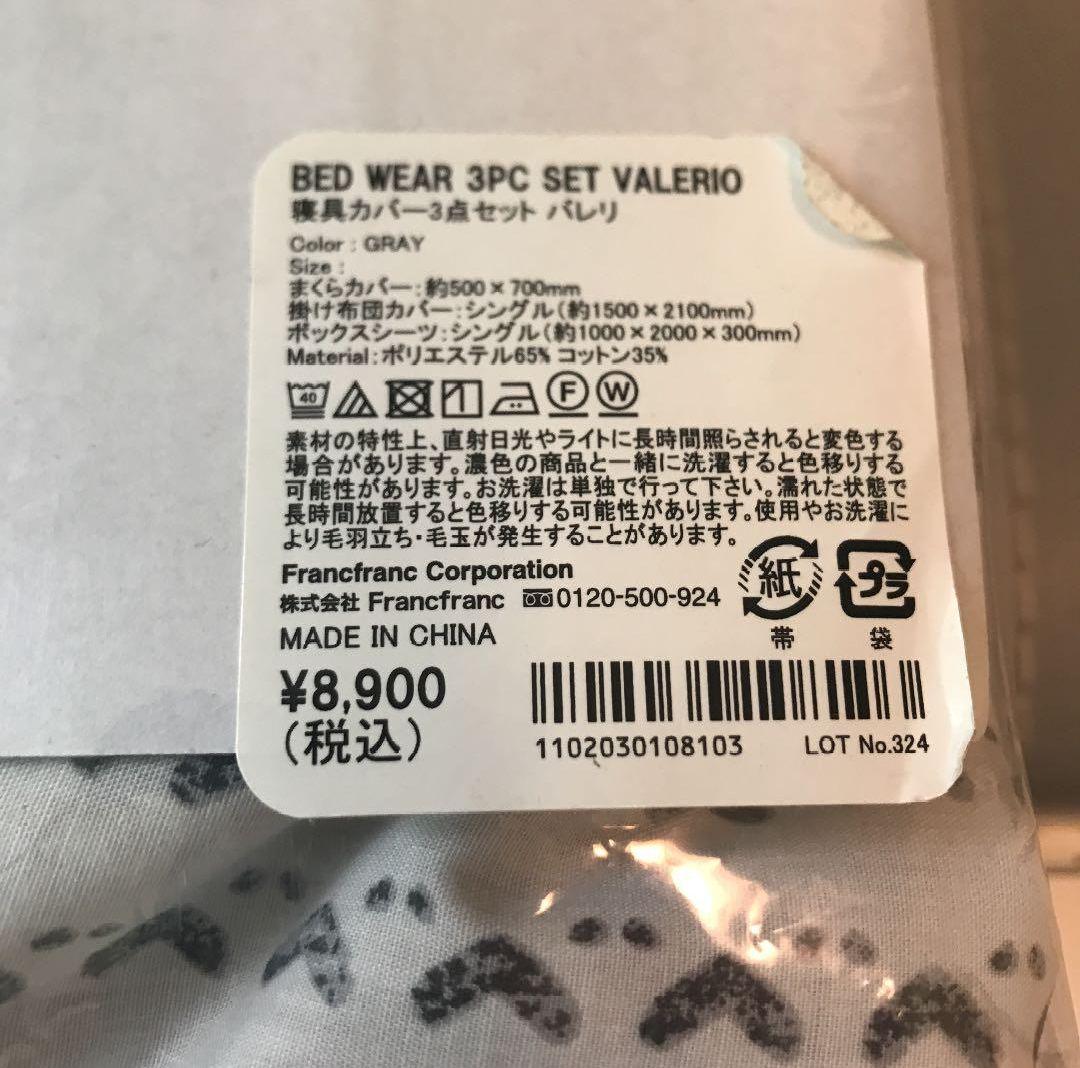 BED WEAR 3PC SET VALERIO
寝具カバー3点セット バレリ
Color : GRAY
Size :
まくらカバー:約500×700mm
掛け布団カバー:シングル(約1500×2100mm)
ボックスシーツ:シングル(約1000×2000×300mm)
Material:ポリエステル65% コットン35%
40 F W
素材の特性上、直射日光やライトに長時間照らされると変色する
場合があります。濃色の商品と一緒に洗濯すると色移りする
可能性があります。お洗濯は単独で行って下さい。濡れた状態で
長時間放置すると色移りする可能性があります。使用やお洗濯に
より毛羽立ち・毛玉が発生することがあります。
Francfranc Corporation
株式会社 Francfranc 0120-500-924
紙 プラ
帯 袋
MADE IN CHINA
¥8,900
(税込)
1102030108103 LOT No.324